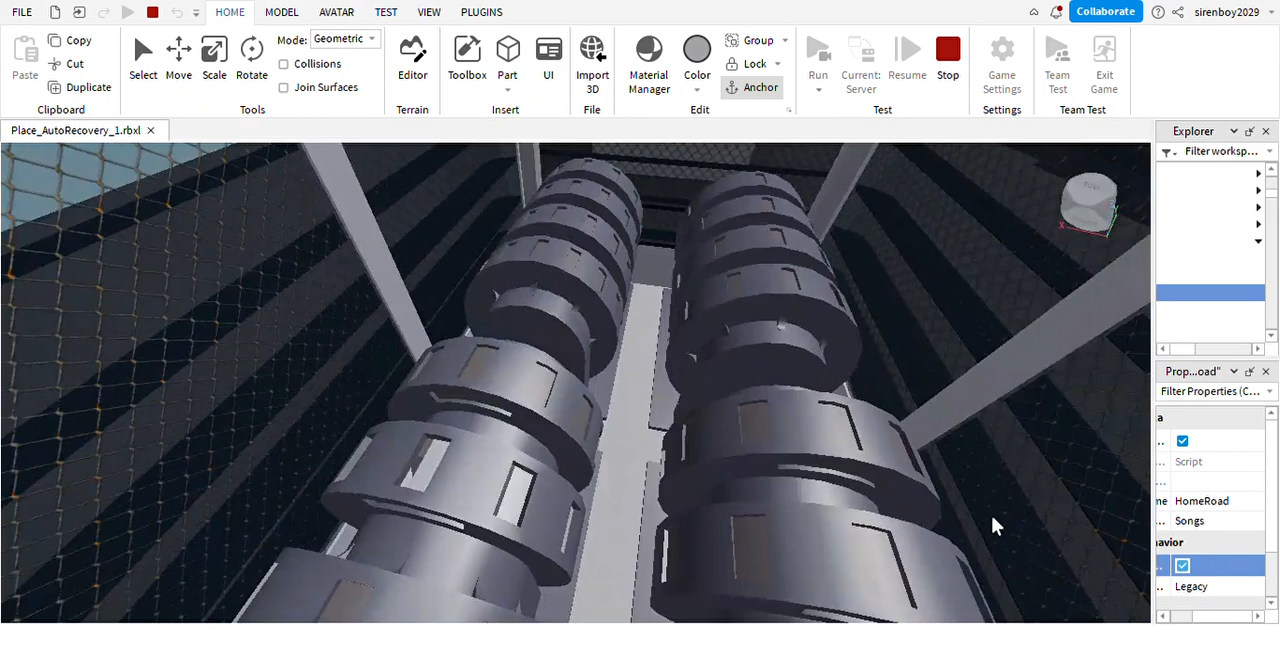 FILE HOME MODEL AVATAR TEST VIEW PLUGINS Collaborate sirenboy2029
Paste Copy Cut Duplicate Clipboard
Select Move Scale Rotate Mode: Geometric Collisions Join Surfaces Tools
Editor Terrain
Toolbox Part UI Insert
Import 3D File
Material Manager Color Group Lock Anchor Edit
Run Current: Server Resume Stop Test
Game Settings Settings
Team Test Exit Game Team Test
Place_AutoRecovery_1.rbxl
Explorer
Filter worksp...
Prop...oad"
Filter Properties (C...
a
Script
me HomeRoad
Songs
havior
Legacy